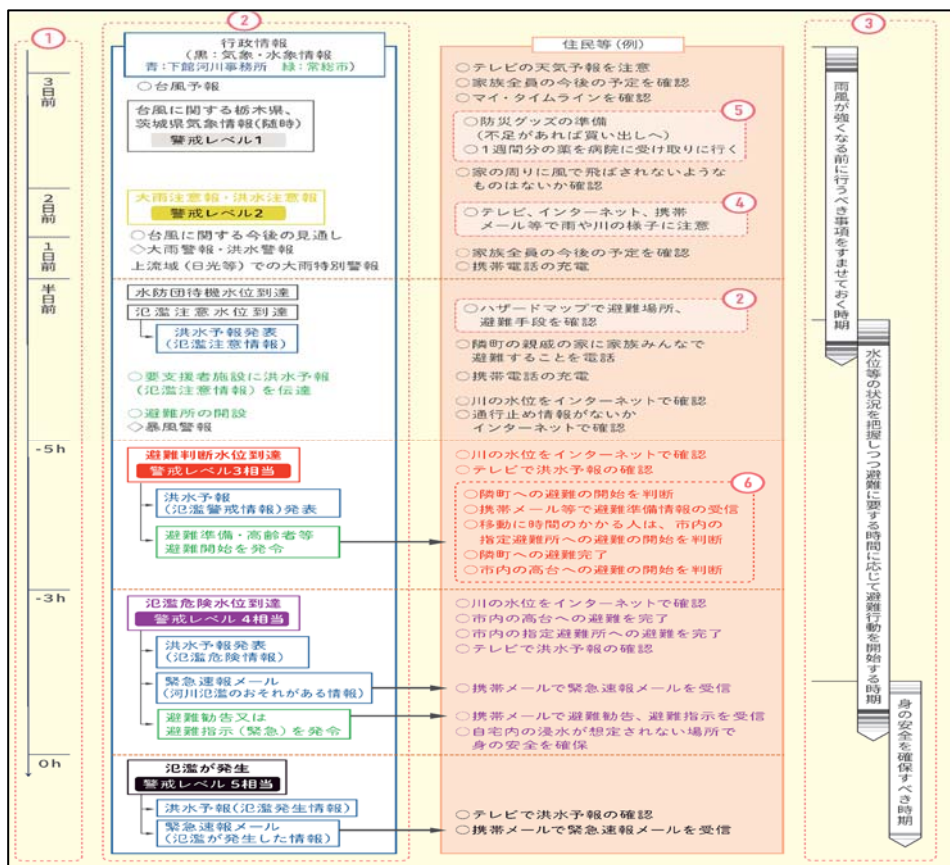 1
3日前
2日前
1日前
半日前
-5h
-3h
0h
2
行政情報
(黒:気象・水象情報
青:下館河川事務所 緑:常総市)
○台風予報
台風に関する栃木県、
茨城県気象情報(随時)
警戒レベル1
大雨注意報・洪水注意報
警戒レベル2
○台風に関する今後の見通し
◇大雨警報・洪水警報
上流域(日光等)での大雨特別警報
水防団待機水位到達
氾濫注意水位到達
洪水予報発表
(氾濫注意情報)
○要支援者施設に洪水予報
(氾濫注意情報)を伝達
○避難所の開設
◇暴風警報
避難判断水位到達
警戒レベル3相当
洪水予報
(氾濫警戒情報)発表
避難準備・高齢者等
避難開始を発令
氾濫危険水位到達
警戒レベル 4相当
洪水予報発表
(氾濫危険情報)
緊急速報メール
(河川氾濫のおそれがある情報)
避難勧告又は
避難指示(緊急)を発令
氾濫が発生
警戒レベル 5相当
洪水予報(氾濫発生情報)
緊急速報メール
(氾濫が発生した情報)
住民等(例)
○テレビの天気予報を注意
○家族全員の今後の予定を確認
○マイ・タイムラインを確認
5
○防災グッズの準備
(不足があれば買い出しへ)
○1週間分の薬を病院に受け取りに行く
○家の周りに風で飛ばされないような
ものはないか確認
4
○テレビ、インターネット、携帯
メール等で雨や川の様子に注意
○家族全員の今後の予定を確認
○携帯電話の充電
2
○ハザードマップで避難場所、
避難手段を確認
○隣町の親戚の家に家族みんなで
避難することを電話
○携帯電話の充電
○川の水位をインターネットで確認
○通行止め情報がないか
インターネットで確認
○川の水位をインターネットで確認
○テレビで洪水予報の確認
6
○隣町への避難の開始を判断
○携帯メール等で避難準備情報の受信
○移動に時間のかかる人は、市内の
指定避難所への避難の開始を判断
○隣町への避難完了
○市内の高台への避難の開始を判断
○川の水位をインターネットで確認
○市内の高台への避難を完了
○市内の指定避難所への避難を完了
○テレビで洪水予報の確認
○携帯メールで緊急速報メールを受信
○携帯メールで避難勧告、避難指示を受信
○自宅内の浸水が想定されない場所で
身の安全を確保
○テレビで洪水予報の確認
○携帯メールで緊急速報メールを受信
3
雨風が強くなる前に行うべき事項をすませておく時期
水位等の状況を把握しつつ避難に要する時間に応じて避難行動を開始する時期
身の安全を確保すべき時期